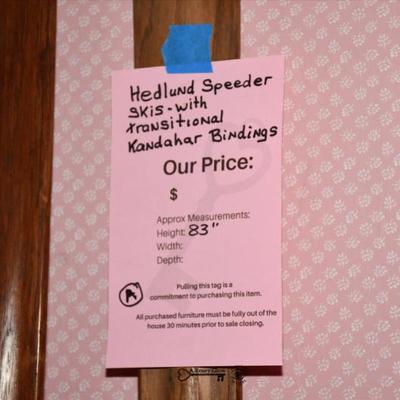 Hedlund Speeder
Skis - with
transitional
Kandahar Bindings
Our Price:
$
Approx Measurements:
Height: 83"
Width:
Depth:
Pulling this tag is a
commitment to purchasing this item.
All purchased furniture must be fully out of the
house 30 minutes prior to sale closing.